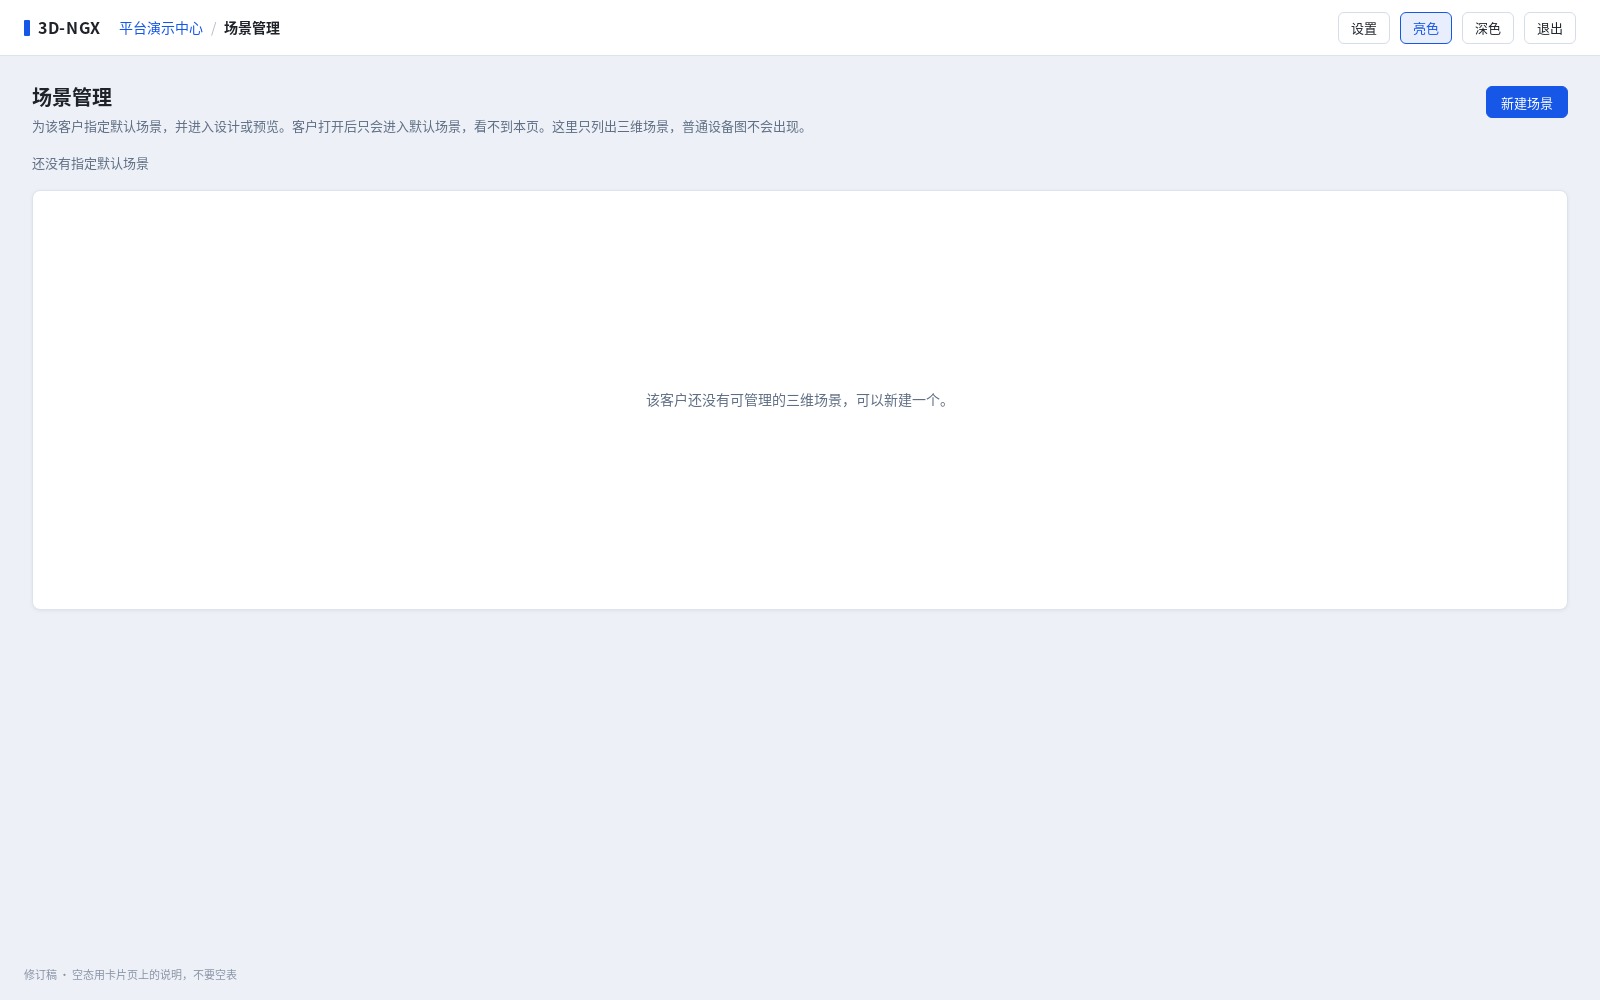 3D-NGX 平台演示中心 / 场景管理 设置 亮色 深色 退出
场景管理 新建场景
为该客户指定默认场景，并进入设计或预览。客户打开后只会进入默认场景，看不到本页。这里只列出三维场景，普通设备图不会出现。
还没有指定默认场景
该客户还没有可管理的三维场景，可以新建一个。
修订稿 · 空态用卡片页上的说明，不要空表